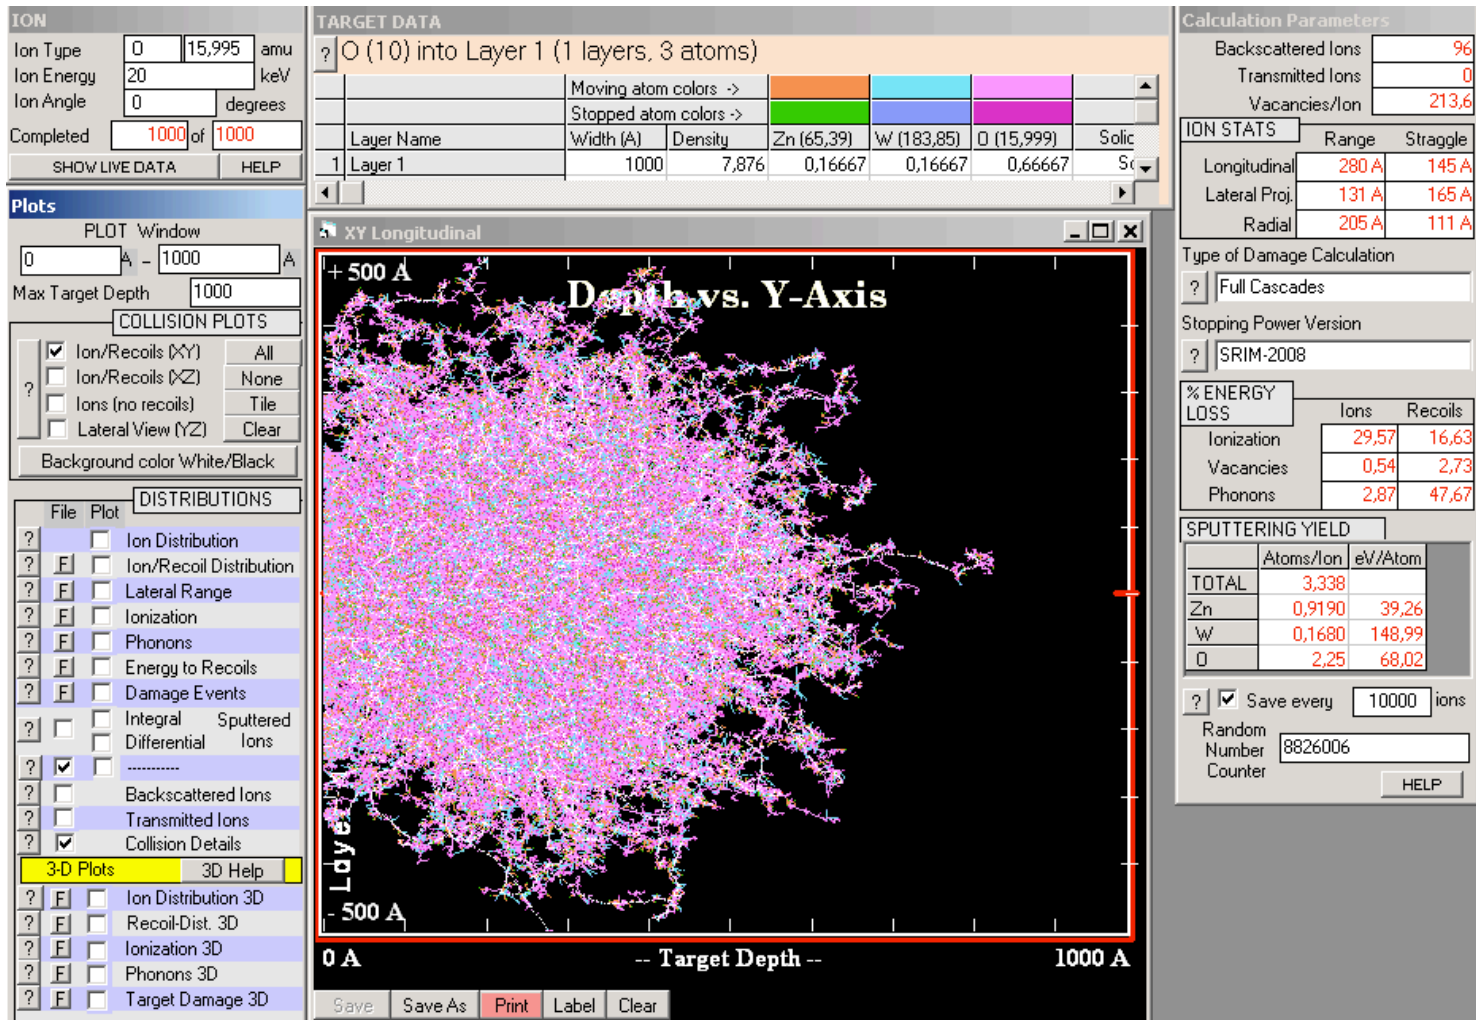 ION
Ion Type O 15,995 amu
Ion Energy 20 keV
Ion Angle 0 degrees
Completed 1000 of 1000
SHOW LIVE DATA HELP
Plots
PLOT Window
0 A - 1000 A
Max Target Depth 1000
COLLISION PLOTS
? Ion/Recoils (XY) All
Ion/Recoils (XZ) None
Ions (no recoils) Tile
Lateral View (YZ) Clear
Background color White/Black
DISTRIBUTIONS
File Plot
? Ion Distribution
? F Ion/Recoil Distribution
? F Lateral Range
? F Ionization
? F Phonons
? F Energy to Recoils
? F Damage Events
? Integral Sputtered
Differential Ions
? ----------
? Backscattered Ions
? Transmitted Ions
? Collision Details
3-D Plots 3D Help
? F Ion Distribution 3D
? F Recoil-Dist. 3D
? F Ionization 3D
? F Phonons 3D
? F Target Damage 3D
TARGET DATA
? O (10) into Layer 1 (1 layers, 3 atoms)
Moving atom colors ->
Stopped atom colors ->
Layer Name Width (A) Density Zn (65,39) W (183,85) O (15,999) Solid
1 Layer 1 1000 7,876 0,16667 0,16667 0,66667 So
XY Longitudinal
+ 500 A
Depth vs. Y-Axis
Layer
- 500 A
0 A -- Target Depth -- 1000 A
Save Save As Print Label Clear
Calculation Parameters
Backscattered Ions 96
Transmitted Ions 0
Vacancies/Ion 213,6
ION STATS Range Straggle
Longitudinal 280 A 145 A
Lateral Proj. 131 A 165 A
Radial 205 A 111 A
Type of Damage Calculation
? Full Cascades
Stopping Power Version
? SRIM-2008
% ENERGY LOSS Ions Recoils
Ionization 29,57 16,63
Vacancies 0,54 2,73
Phonons 2,87 47,67
SPUTTERING YIELD
Atoms/Ion eV/Atom
TOTAL 3,338
Zn 0,9190 39,26
W 0,1680 148,99
O 2,25 68,02
? Save every 10000 ions
Random
Number
Counter 8826006
HELP